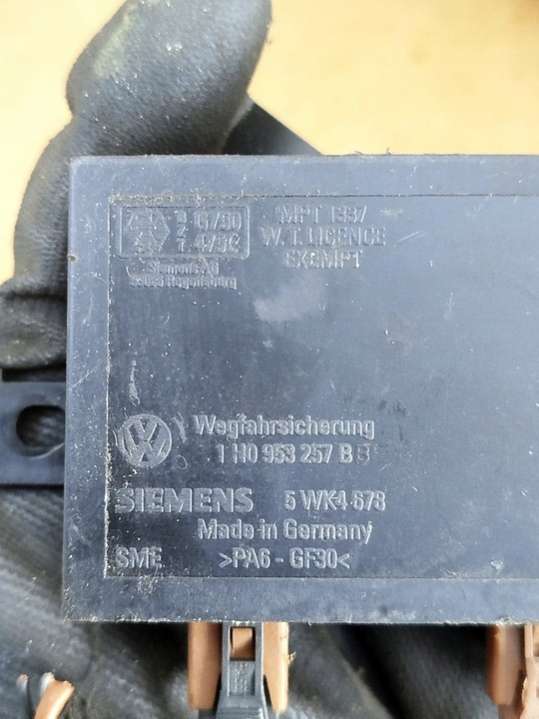 MPT 1337
W.T. LICENCE
EXEMPT
Siemens AG
Regensburg
Wegfahrsicherung
1 H0 953 257 B
SIEMENS 5 WK4 678
Made in Germany
SME >PA6 - GF30<